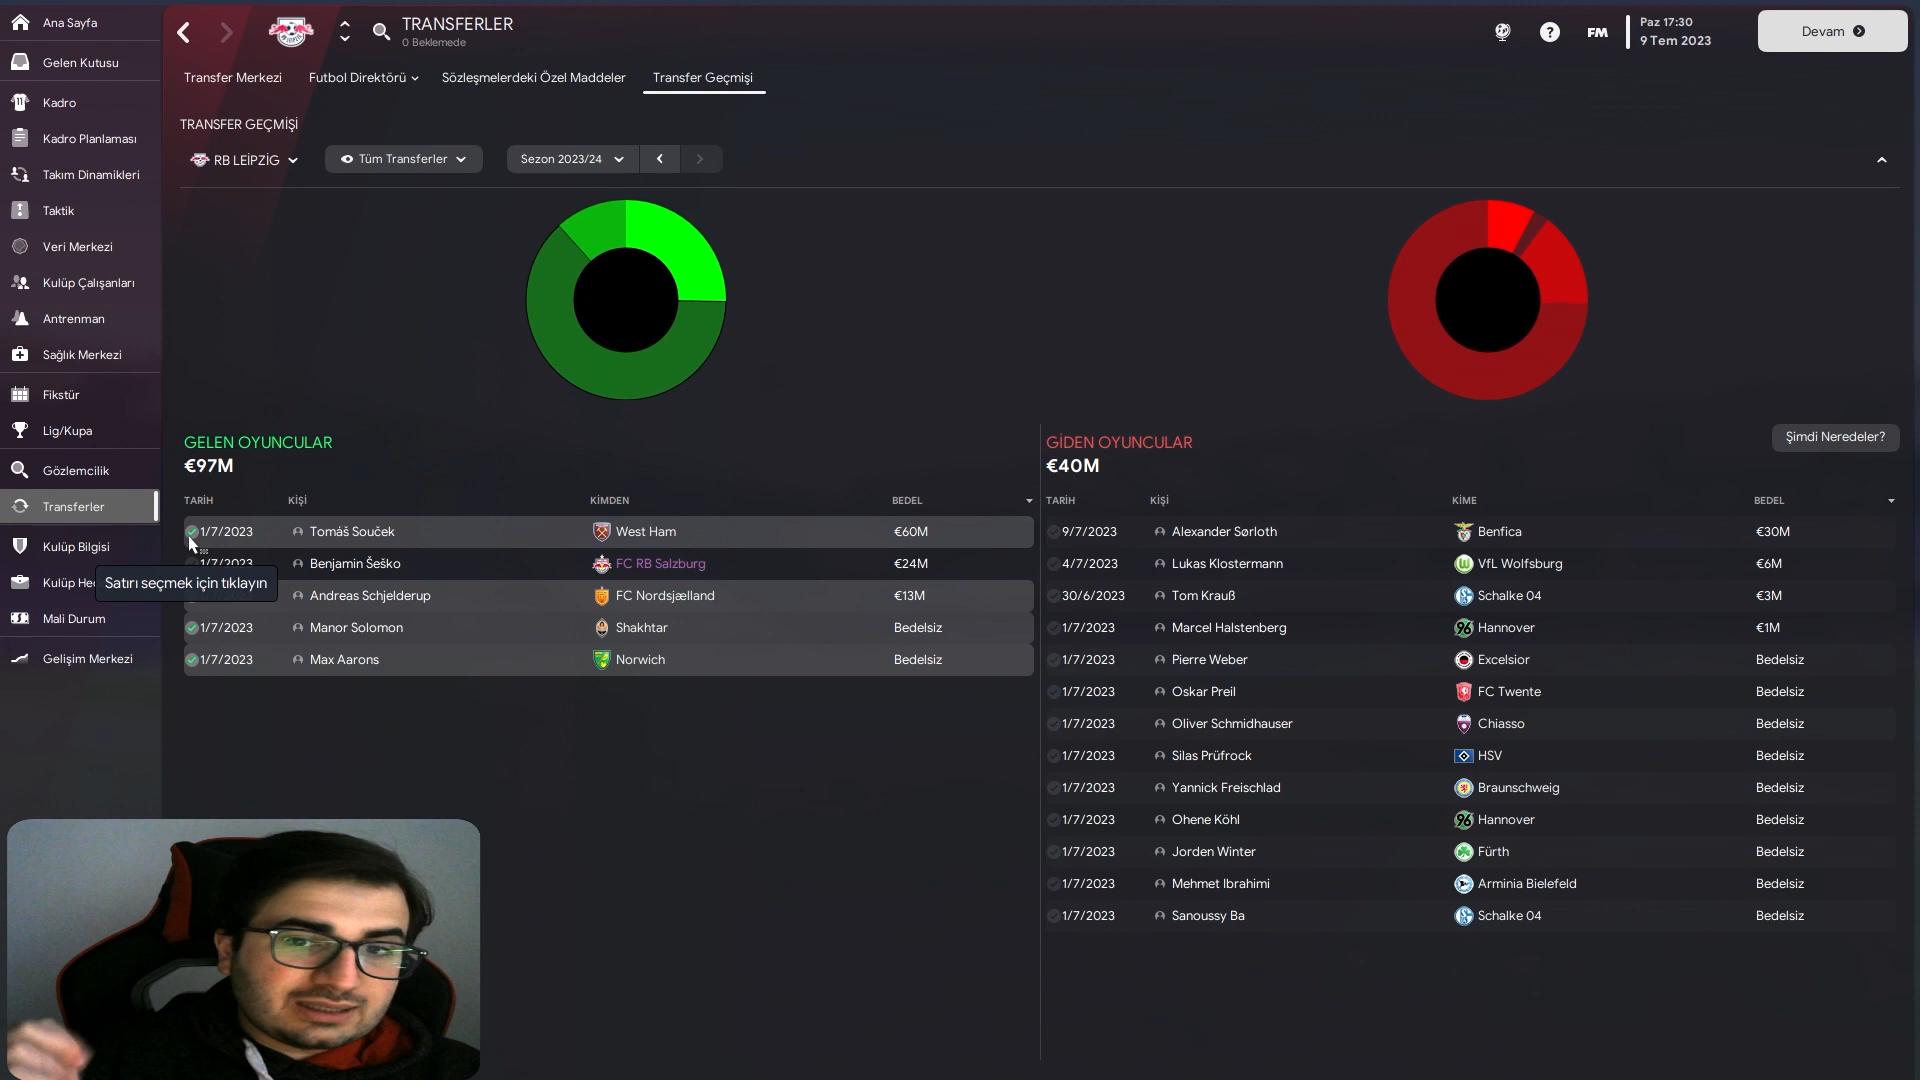 Ana Sayfa
Gelen Kutusu
Kadro
Kadro Planlaması
Takım Dinamikleri
Taktik
Veri Merkezi
Kulüp Çalışanları
Antrenman
Sağlık Merkezi
Fikstür
Lig/Kupa
Gözlemcilik
Transferler
Kulüp Bilgisi
Kulüp
Mali Durum
Gelişim Merkezi
Satırı seçmek için tıklayın
TRANSFERLER
0 Beklemede
FM
Paz 17:30
9 Tem 2023
Devam
Transfer Merkezi Futbol Direktörü Sözleşmelerdeki Özel Maddeler Transfer Geçmişi
TRANSFER GEÇMİŞİ
RB LEİPZİG Tüm Transferler Sezon 2023/24
GELEN OYUNCULAR
€97M
TARİH KİŞİ KİMDEN BEDEL
1/7/2023 Tomáš Souček West Ham €60M
1/7/2023 Benjamin Šeško FC RB Salzburg €24M
Andreas Schjelderup FC Nordsjælland €13M
1/7/2023 Manor Solomon Shakhtar Bedelsiz
1/7/2023 Max Aarons Norwich Bedelsiz
GİDEN OYUNCULAR
€40M
Şimdi Neredeler?
TARİH KİŞİ KİME BEDEL
9/7/2023 Alexander Sørloth Benfica €30M
4/7/2023 Lukas Klostermann VfL Wolfsburg €6M
30/6/2023 Tom Krauß Schalke 04 €3M
1/7/2023 Marcel Halstenberg Hannover €1M
1/7/2023 Pierre Weber Excelsior Bedelsiz
1/7/2023 Oskar Preil FC Twente Bedelsiz
1/7/2023 Oliver Schmidhauser Chiasso Bedelsiz
1/7/2023 Silas Prüfrock HSV Bedelsiz
1/7/2023 Yannick Freischlad Braunschweig Bedelsiz
1/7/2023 Ohene Köhl Hannover Bedelsiz
1/7/2023 Jorden Winter Fürth Bedelsiz
1/7/2023 Mehmet Ibrahimi Arminia Bielefeld Bedelsiz
1/7/2023 Sanoussy Ba Schalke 04 Bedelsiz